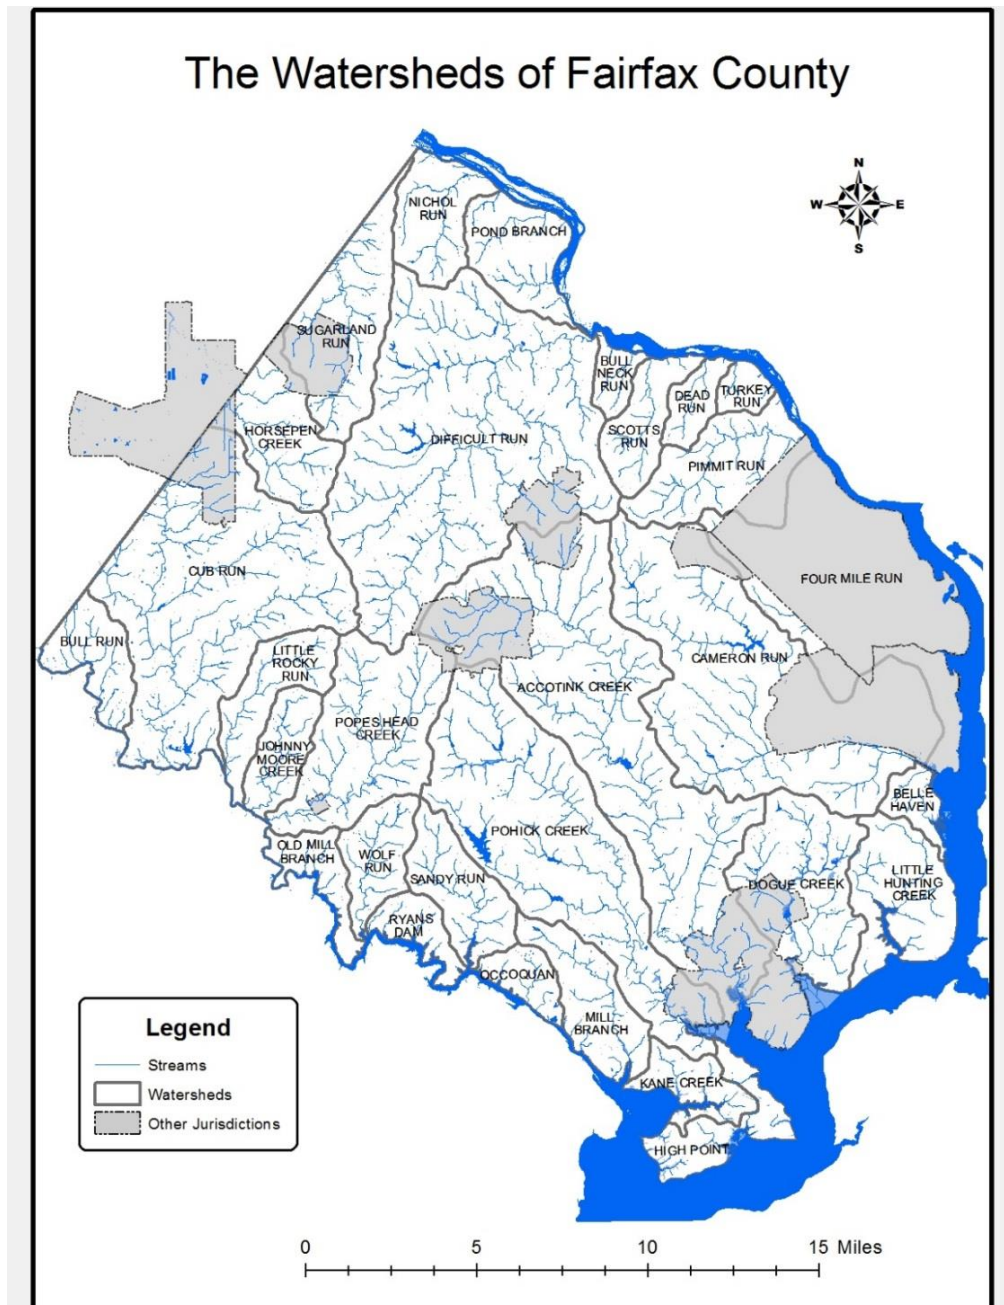 The Watersheds of Fairfax County
N
W
E
S
NICHOL
RUN
POND BRANCH
SUGARLAND
RUN
BULL
NECK
RUN
DEAD
RUN
TURKEY
RUN
HORSEPEN
CREEK
DIFFICULT RUN
SCOTTS
RUN
PIMMIT RUN
CUB RUN
FOUR MILE RUN
BULL RUN
LITTLE
ROCKY
RUN
CAMERON RUN
ACCOTINK CREEK
POPES HEAD
CREEK
JOHNNY
MOORE
CREEK
BELLE
HAVEN
POHICK CREEK
OLD MILL
BRANCH
WOLF
RUN
SANDY RUN
DOGUE CREEK
LITTLE
HUNTING
CREEK
RYANS
DAM
OCCOQUAN
MILL
BRANCH
KANE CREEK
HIGH POINT
Legend
Streams
Watersheds
Other Jurisdictions
0 5 10 15 Miles